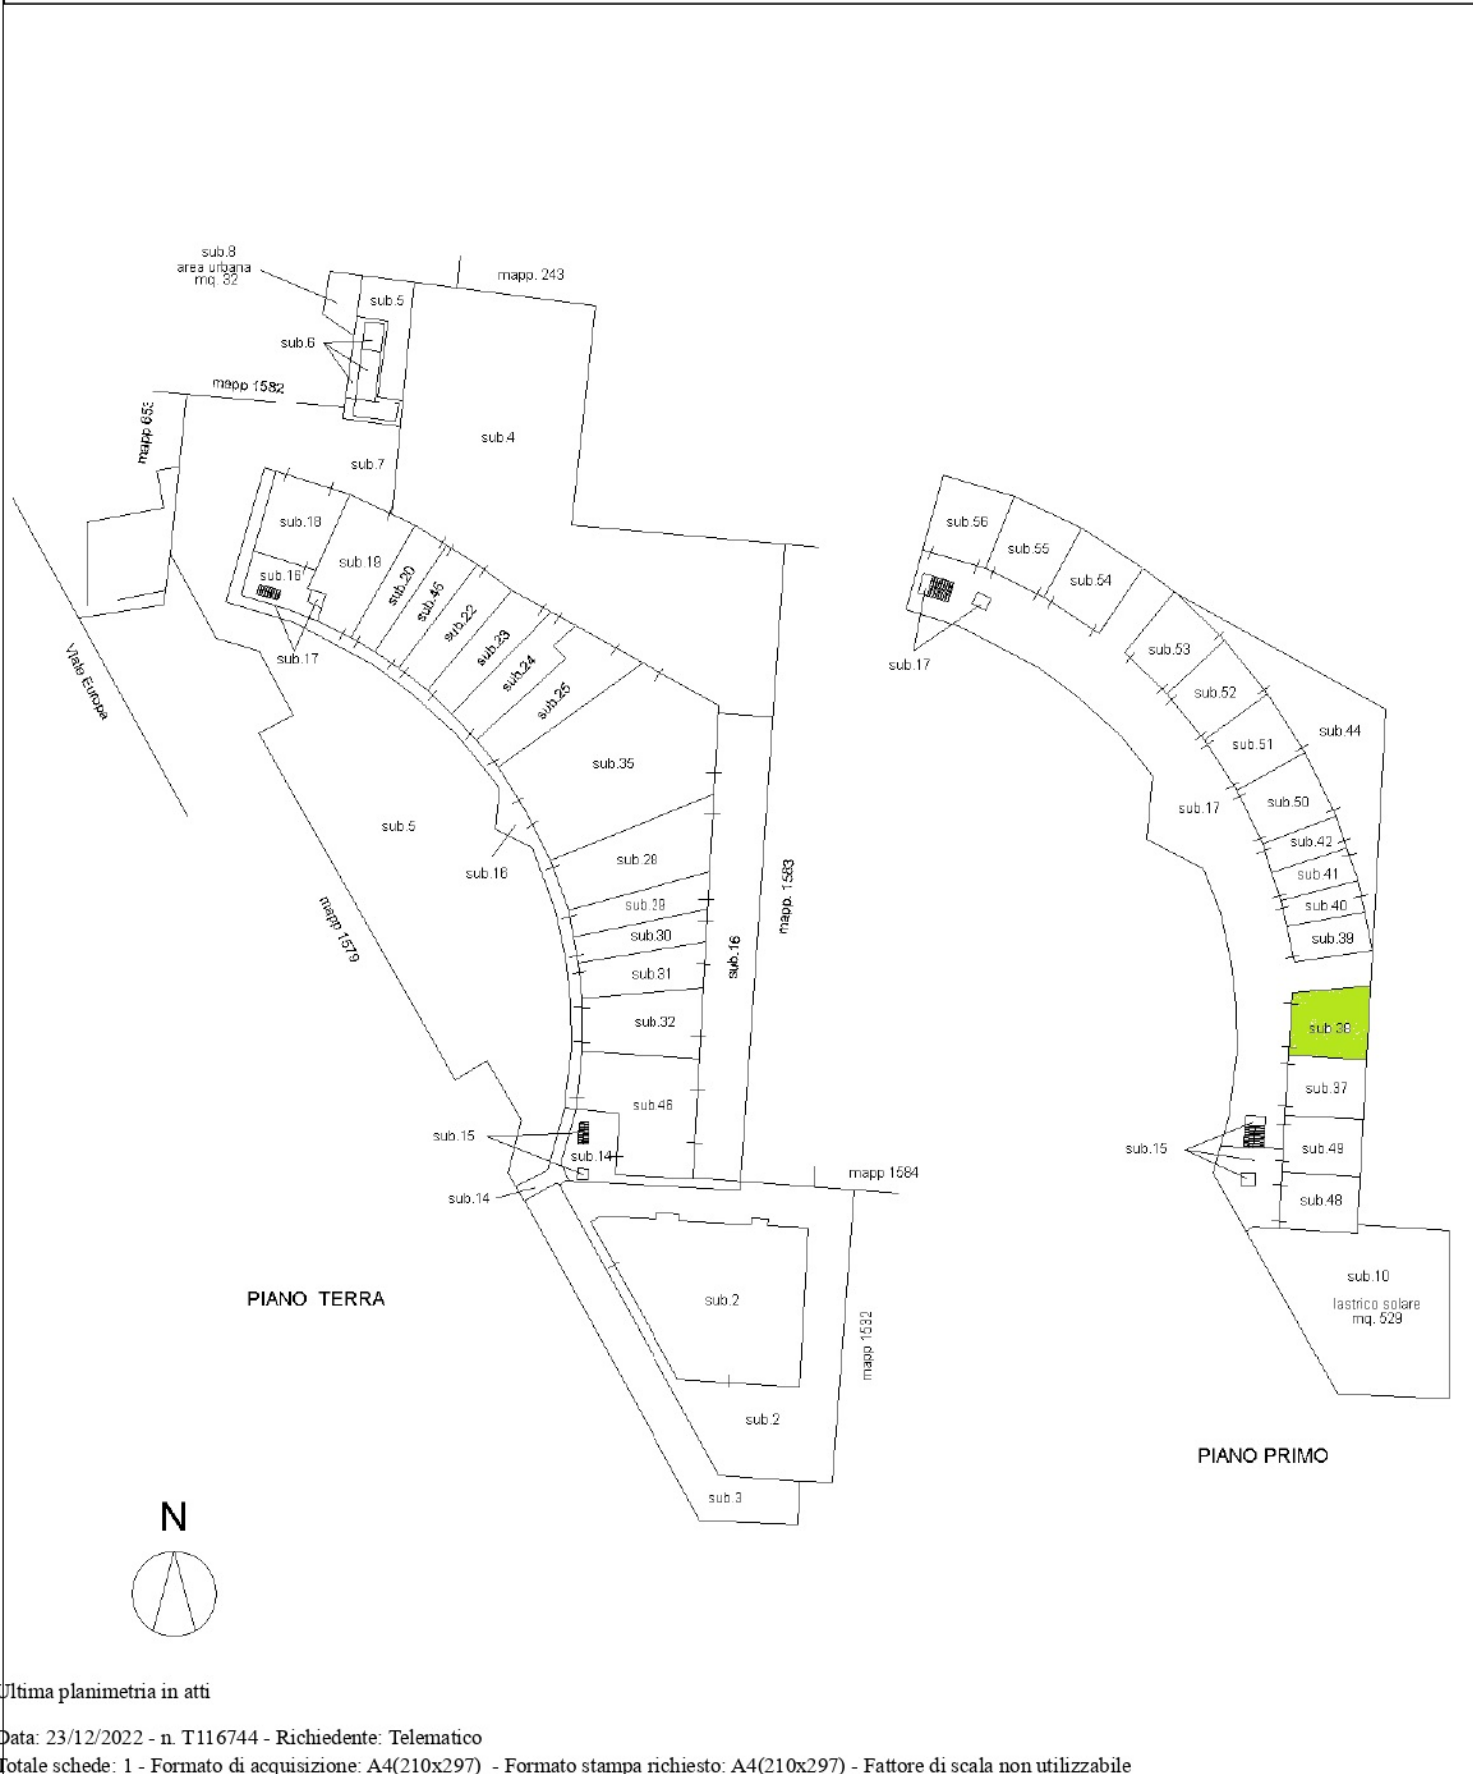 sub.8
area urbana
mq. 32
mapp. 243
sub.5
sub.6
mapp 1582
mapp 653
sub.4
sub.7
sub.18
sub.16
sub.19
sub.20
sub.45
sub.22
sub.23
sub.24
sub.25
sub.17
Viale Europa
sub.35
sub.5
sub.16
sub.28
sub.29
sub.30
sub.31
sub.32
sub.46
sub.16
mapp. 1583
mapp 1579
sub.15
sub.14
sub.14
mapp 1584
sub.2
mapp 1532
sub.2
sub.3
PIANO TERRA
sub.56
sub.55
sub.54
sub.17
sub.53
sub.52
sub.51
sub.44
sub.17
sub.50
sub.42
sub.41
sub.40
sub.39
sub 38
sub.37
sub.15
sub.49
sub.48
sub.10
lastrico solare
mq. 529
PIANO PRIMO
N
Ultima planimetria in atti
Data: 23/12/2022 - n. T116744 - Richiedente: Telematico
Totale schede: 1 - Formato di acquisizione: A4(210x297) - Formato stampa richiesto: A4(210x297) - Fattore di scala non utilizzabile